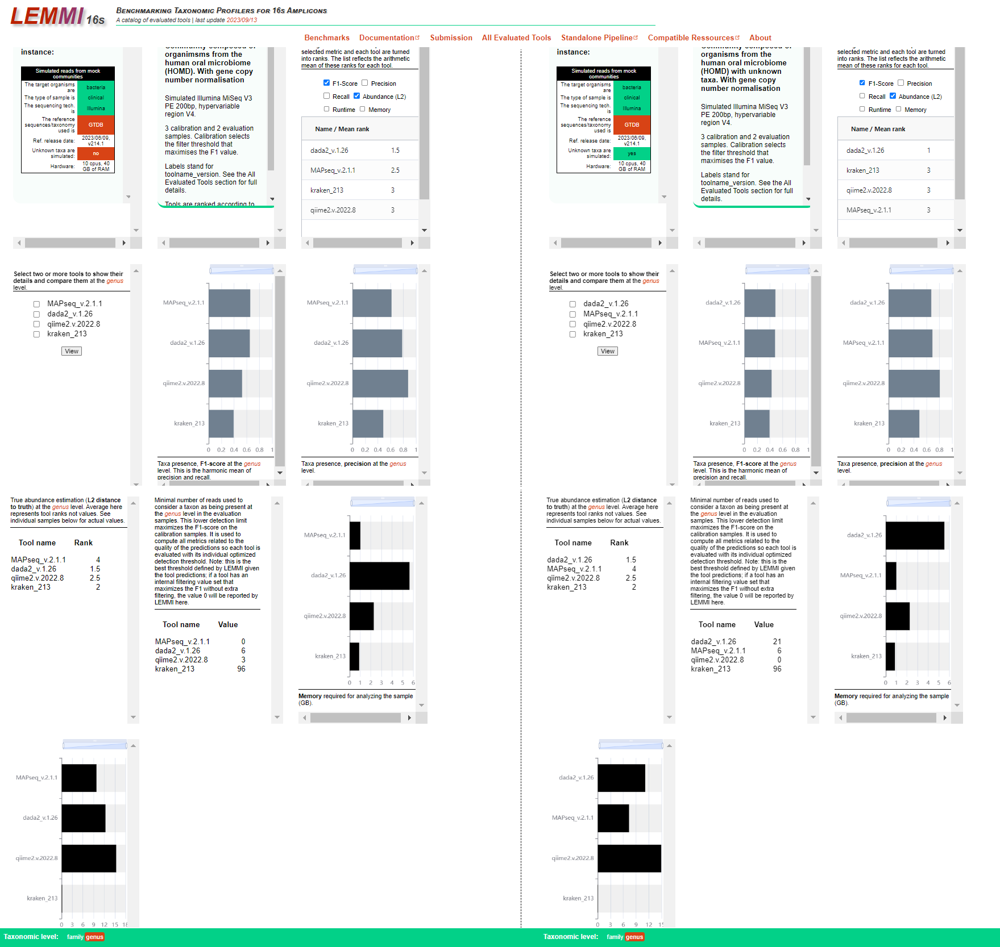 LEMMI 16s
Benchmarking Taxonomic Profilers for 16s Amplicons
A catalog of evaluated tools | last update 2023/09/13
Benchmarks Documentation Submission All Evaluated Tools Standalone Pipeline Compatible Ressources About
instance:
Simulated reads from mock
communities
The target organisms
are
bacteria
The type of sample is
clinical
The sequencing tech.
is
Illumina
The reference
sequences/taxonomy
used is
GTDB
Ref. release date:
2023/06/09,
v214.1
Unknown taxa are
simulated:
no
Hardware:
10 cpus, 40
GB of RAM
Community composed of
organimsms from the
human oral microbiome
(HOMD). With gene copy
number normalisation
Simulated Illumina MiSeq V3
PE 200bp, hypervariable
region V4.
3 calibration and 2 evaluation
samples. Calibration selects
the filter threshold that
maximises the F1 value.
Labels stand for
toolname_version. See the All
Evaluated Tools section for full
details.
Tools are ranked according to
selected metric and each tool are turned
into ranks. The list reflects the arithmetic
mean of these ranks for each tool.
F1-Score Precision
Recall Abundance (L2)
Runtime Memory
Name / Mean rank
dada2_v.1.26 1.5
MAPseq_v.2.1.1 2.5
kraken_213 3
qiime2.v.2022.8 3
instance:
Simulated reads from mock
communities
The target organisms
are
bacteria
The type of sample is
clinical
The sequencing tech.
is
Illumina
The reference
sequences/taxonomy
used is
GTDB
Ref. release date:
2023/06/09,
v214.1
Unknown taxa are
simulated:
yes
Hardware:
10 cpus, 40
GB of RAM
Community composed of
organisms from the
human oral microbiome
(HOMD) with unknown
taxa. With gene copy
number normalisation
Simulated Illumina MiSeq V3
PE 200bp, hypervariable
region V4.
3 calibration and 2 evaluation
samples. Calibration selects
the filter threshold that
maximises the F1 value.
Labels stand for
toolname_version. See the All
Evaluated Tools section for full
details.
selected metric and each tool are turned
into ranks. The list reflects the arithmetic
mean of these ranks for each tool.
F1-Score Precision
Recall Abundance (L2)
Runtime Memory
Name / Mean rank
dada2_v.1.26 1
kraken_213 3
qiime2.v.2022.8 3
MAPseq_v.2.1.1 3
Select two or more tools to show their
details and compare them at the genus
level.
MAPseq_v.2.1.1
dada2_v.1.26
qiime2.v.2022.8
kraken_213
View
MAPseq_v.2.1.1
dada2_v.1.26
qiime2.v.2022.8
kraken_213
0 0.2 0.4 0.6 0.8 1
Taxa presence, F1-score at the genus
level. This is the harmonic mean of
precision and recall.
MAPseq_v.2.1.1
dada2_v.1.26
qiime2.v.2022.8
kraken_213
0 0.2 0.4 0.6 0.8 1
Taxa presence, precision at the genus
level.
Select two or more tools to show their
details and compare them at the genus
level.
dada2_v.1.26
MAPseq_v.2.1.1
qiime2.v.2022.8
kraken_213
View
dada2_v.1.26
MAPseq_v.2.1.1
qiime2.v.2022.8
kraken_213
0 0.2 0.4 0.6 0.8 1
Taxa presence, F1-score at the genus
level. This is the harmonic mean of
precision and recall.
dada2_v.1.26
MAPseq_v.2.1.1
qiime2.v.2022.8
kraken_213
0 0.2 0.4 0.6 0.8 1
Taxa presence, precision at the genus
level.
True abundance estimation (L2 distance
to truth) at the genus level. Average here
represents tool ranks not values. See
individual samples below for actual values.
Tool name Rank
MAPseq_v.2.1.1 4
dada2_v.1.26 1.5
qiime2.v.2022.8 2.5
kraken_213 2
Minimal number of reads used to
consider a taxon as being present at
the genus level in the evaluation
samples. This lower detection limit
maximizes the F1-score on the
calibration samples. It is used to
compute all metrics related to the
quality of the predictions so each tool is
evaluated with its individual optimized
detection threshold. Note: this is the
best threshold defined by LEMMI given
the tool predictions; if a tool has an
internal filtering value set that
maximizes the F1 without extra
filtering, the value 0 will be reported by
LEMMI here.
Tool name Value
MAPseq_v.2.1.1 0
dada2_v.1.26 6
qiime2.v.2022.8 3
kraken_213 96
MAPseq_v.2.1.1
dada2_v.1.26
qiime2.v.2022.8
kraken_213
0 1 2 3 4 5 6
Memory required for analyzing the sample
(GB).
True abundance estimation (L2 distance
to truth) at the genus level. Average here
represents tool ranks not values. See
individual samples below for actual values.
Tool name Rank
dada2_v.1.26 1.5
MAPseq_v.2.1.1 4
qiime2.v.2022.8 2.5
kraken_213 2
Minimal number of reads used to
consider a taxon as being present at
the genus level in the evaluation
samples. This lower detection limit
maximizes the F1-score on the
calibration samples. It is used to
compute all metrics related to the
quality of the predictions so each tool is
evaluated with its individual optimized
detection threshold. Note: this is the
best threshold defined by LEMMI given
the tool predictions; if a tool has an
internal filtering value set that
maximizes the F1 without extra
filtering, the value 0 will be reported by
LEMMI here.
Tool name Value
dada2_v.1.26 21
MAPseq_v.2.1.1 6
qiime2.v.2022.8 0
kraken_213 96
dada2_v.1.26
MAPseq_v.2.1.1
qiime2.v.2022.8
kraken_213
0 1 2 3 4 5 6
Memory required for analyzing the sample
(GB).
MAPseq_v.2.1.1
dada2_v.1.26
qiime2.v.2022.8
kraken_213
0 3 6 9 12 15 18
dada2_v.1.26
MAPseq_v.2.1.1
qiime2.v.2022.8
kraken_213
0 3 6 9 12
Taxonomic level: family genus
Taxonomic level: family genus